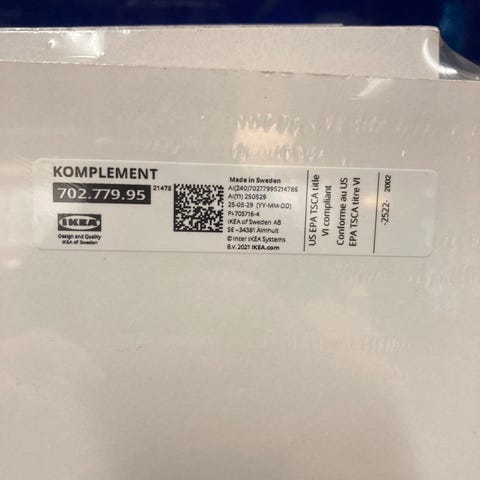 KOMPLEMENT
702.779.95
21478
IKEA
Design and Quality
IKEA of Sweden
Made in Sweden
AI(240)70277995214786
AI(11) 250529
25-05-29 (YY-MM-DD)
PI-705716-4
IKEA of Sweden AB
SE -34381 Älmhult
© Inter IKEA Systems
B.V. 2021 IKEA.com
US EPA TSCA title
VI compliant
Conforme au US
EPA TSCA titre VI
-2522-
2002